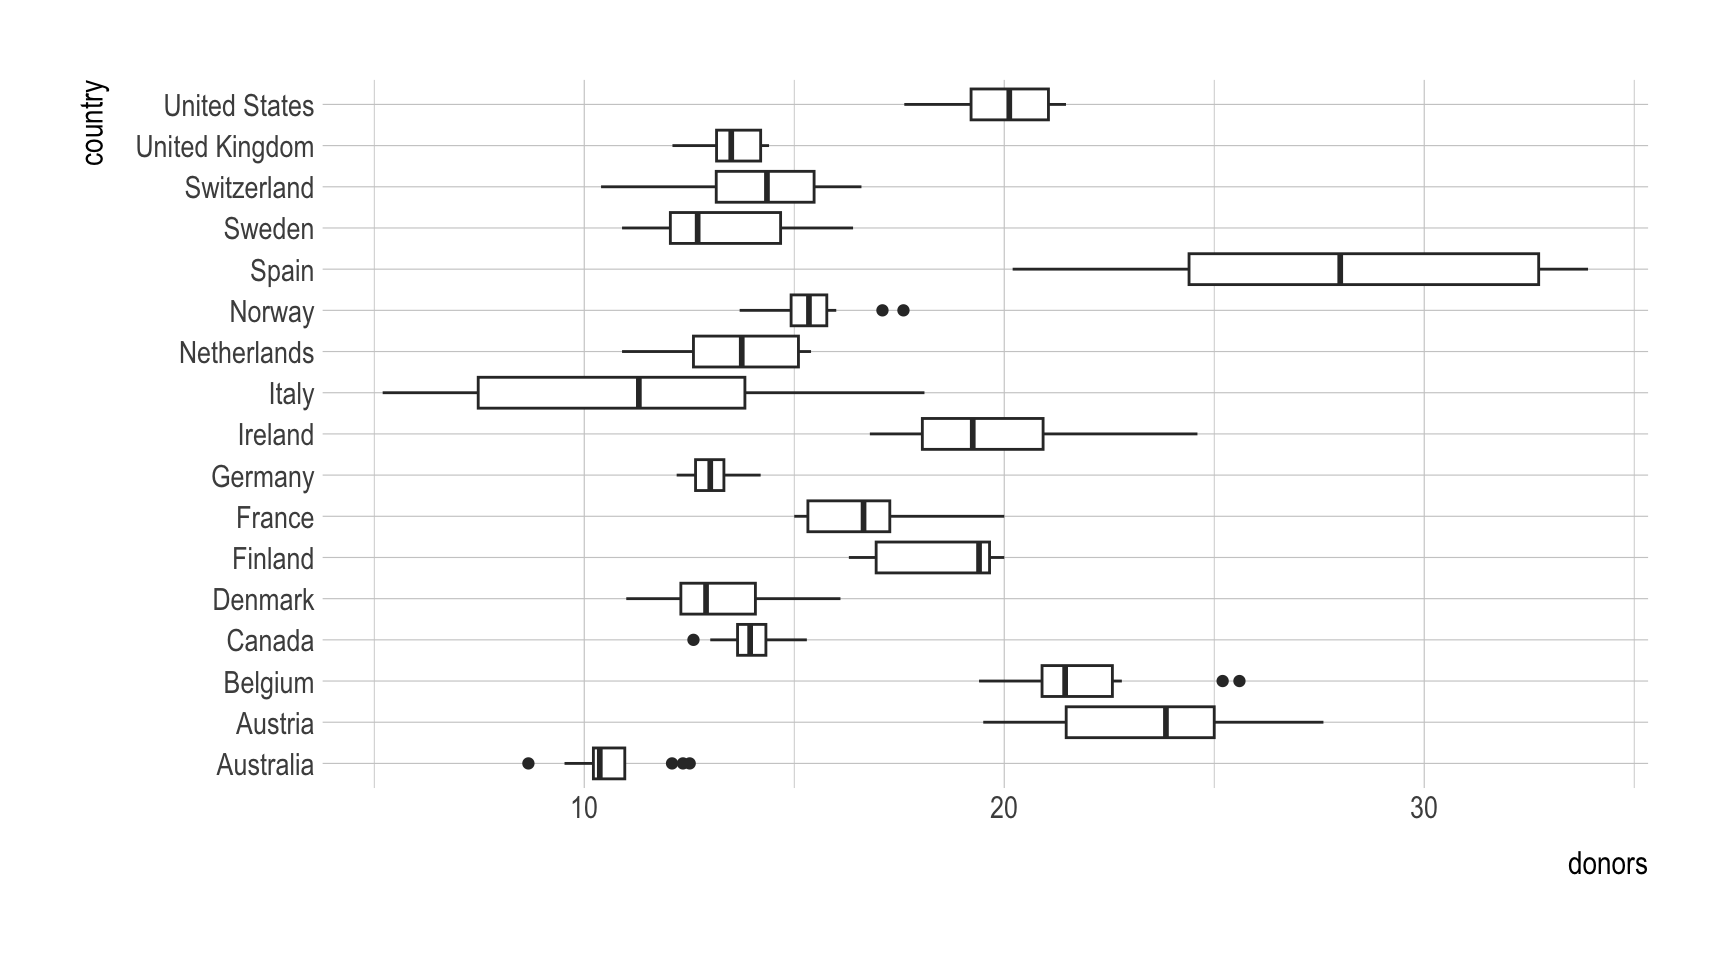 country
United States
United Kingdom
Switzerland
Sweden
Spain
Norway
Netherlands
Italy
Ireland
Germany
France
Finland
Denmark
Canada
Belgium
Austria
Australia
10 20 30
donors